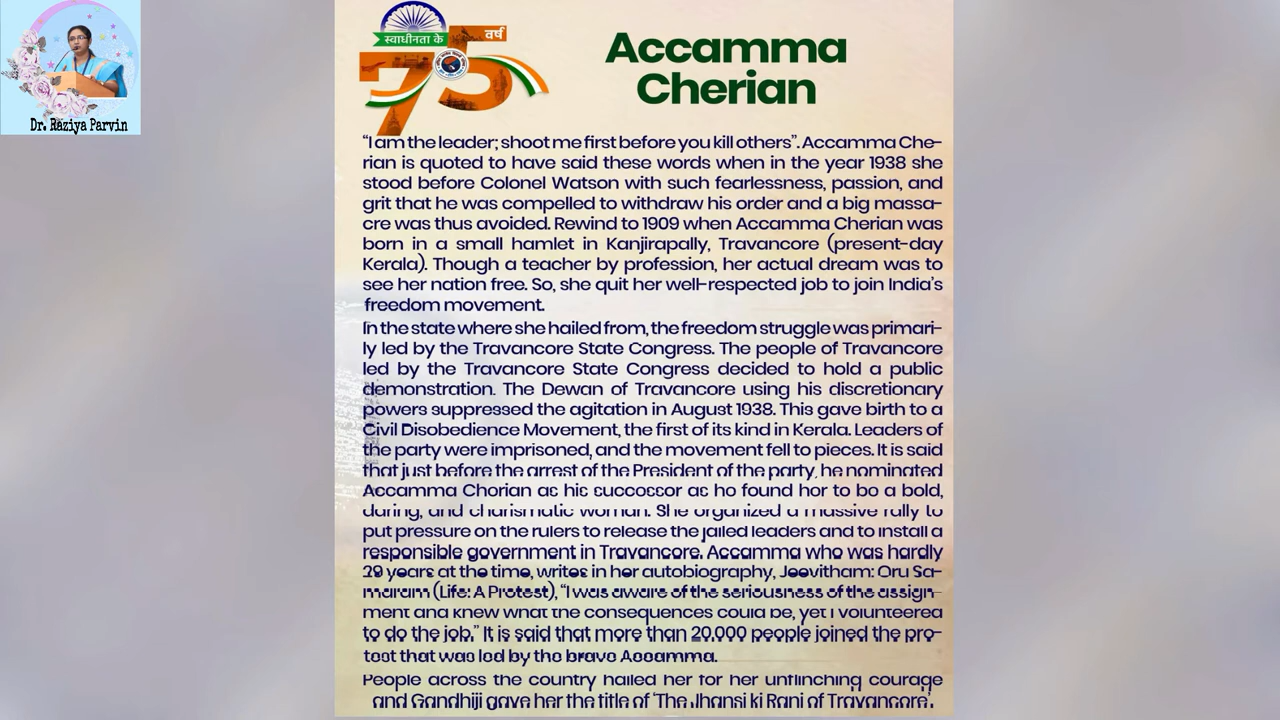 स्वाधीनता के
वर्ष
75
Accamma
Cherian
Dr. Raziya Parvin
“I am the leader; shoot me first before you kill others”. Accamma Che-
rian is quoted to have said these words when in the year 1938 she
stood before Colonel Watson with such fearlessness, passion, and
grit that he was compelled to withdraw his order and a big massa-
cre was thus avoided. Rewind to 1909 when Accamma Cherian was
born in a small hamlet in Kanjirapally, Travancore (present-day
Kerala). Though a teacher by profession, her actual dream was to
see her nation free. So, she quit her well-respected job to join India’s
freedom movement.
In the state where she hailed from, the freedom struggle was primari-
ly led by the Travancore State Congress. The people of Travancore
led by the Travancore State Congress decided to hold a public
demonstration. The Dewan of Travancore using his discretionary
powers suppressed the agitation in August 1938. This gave birth to a
Civil Disobedience Movement, the first of its kind in Kerala. Leaders of
the party were imprisoned, and the movement fell to pieces. It is said
that just before the arrest of the President of the party, he nominated
Accamma Cherian as his successor as he found her to be a bold,
daring, and charismatic woman. She organized a massive rally to
put pressure on the rulers to release the jailed leaders and to install a
responsible government in Travancore. Accamma who was hardly
29 years at the time, writes in her autobiography, Jeevitham: Oru Sa-
maram (Life: A Protest), “I was aware of the seriousness of the assign-
ment and knew what the consequences could be, yet I volunteered
to do the job.” It is said that more than 20,000 people joined the pro-
test that was led by the brave Accamma.
People across the country hailed her for her unflinching courage
and Gandhiji gave her the title of ‘The Jhansi ki Rani of Travancore’.